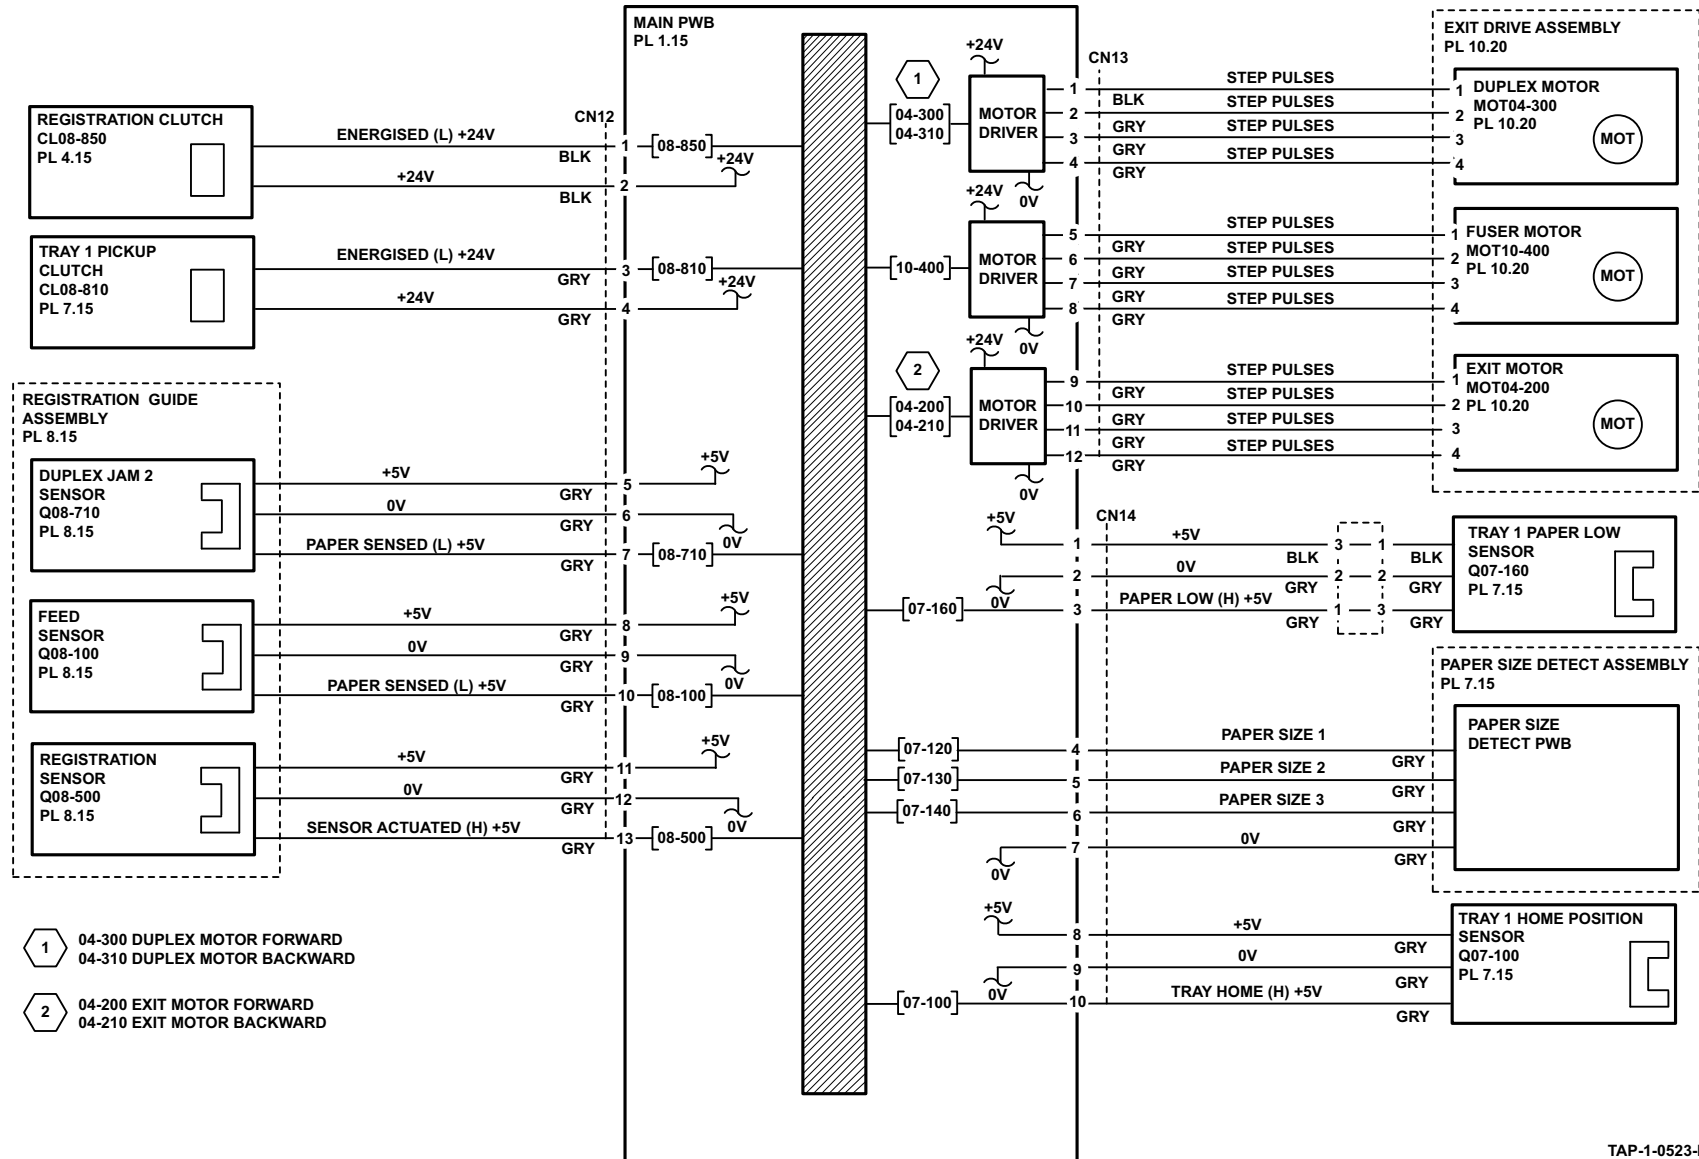 MAIN PWB
PL 1.15
REGISTRATION CLUTCH
CL08-850
PL 4.15
ENERGISED (L) +24V
BLK
+24V
BLK
CN12
1
[08-850]
+24V
2
TRAY 1 PICKUP
CLUTCH
CL08-810
PL 7.15
ENERGISED (L) +24V
GRY
+24V
GRY
3
[08-810]
+24V
4
REGISTRATION GUIDE
ASSEMBLY
PL 8.15
DUPLEX JAM 2
SENSOR
Q08-710
PL 8.15
+5V
GRY
0V
GRY
PAPER SENSED (L) +5V
GRY
5
+5V
6
0V
7
[08-710]
FEED
SENSOR
Q08-100
PL 8.15
+5V
GRY
0V
GRY
PAPER SENSED (L) +5V
GRY
8
+5V
9
0V
10
[08-100]
REGISTRATION
SENSOR
Q08-500
PL 8.15
+5V
GRY
0V
GRY
SENSOR ACTUATED (H) +5V
GRY
11
+5V
12
0V
13
[08-500]
1
04-300 DUPLEX MOTOR FORWARD
04-310 DUPLEX MOTOR BACKWARD
2
04-200 EXIT MOTOR FORWARD
04-210 EXIT MOTOR BACKWARD
1
[04-300
04-310]
+24V
MOTOR
DRIVER
0V
CN13
1
BLK
STEP PULSES
1
2
GRY
STEP PULSES
2
3
GRY
STEP PULSES
3
4
GRY
STEP PULSES
4
EXIT DRIVE ASSEMBLY
PL 10.20
DUPLEX MOTOR
MOT04-300
PL 10.20
MOT
[10-400]
+24V
MOTOR
DRIVER
0V
5
GRY
STEP PULSES
1
6
GRY
STEP PULSES
2
7
GRY
STEP PULSES
3
8
GRY
STEP PULSES
4
FUSER MOTOR
MOT10-400
PL 10.20
MOT
2
[04-200
04-210]
+24V
MOTOR
DRIVER
0V
9
GRY
STEP PULSES
1
10
GRY
STEP PULSES
2
11
GRY
STEP PULSES
3
12
GRY
STEP PULSES
4
EXIT MOTOR
MOT04-200
PL 10.20
MOT
CN14
+5V
1
+5V
BLK
3
1
BLK
0V
2
0V
GRY
2
2
GRY
[07-160]
3
PAPER LOW (H) +5V
GRY
1
3
GRY
TRAY 1 PAPER LOW
SENSOR
Q07-160
PL 7.15
PAPER SIZE DETECT ASSEMBLY
PL 7.15
PAPER SIZE
DETECT PWB
[07-120]
4
PAPER SIZE 1
GRY
[07-130]
5
PAPER SIZE 2
GRY
[07-140]
6
PAPER SIZE 3
GRY
0V
7
0V
GRY
+5V
8
+5V
GRY
0V
9
0V
GRY
[07-100]
10
TRAY HOME (H) +5V
GRY
TRAY 1 HOME POSITION
SENSOR
Q07-100
PL 7.15